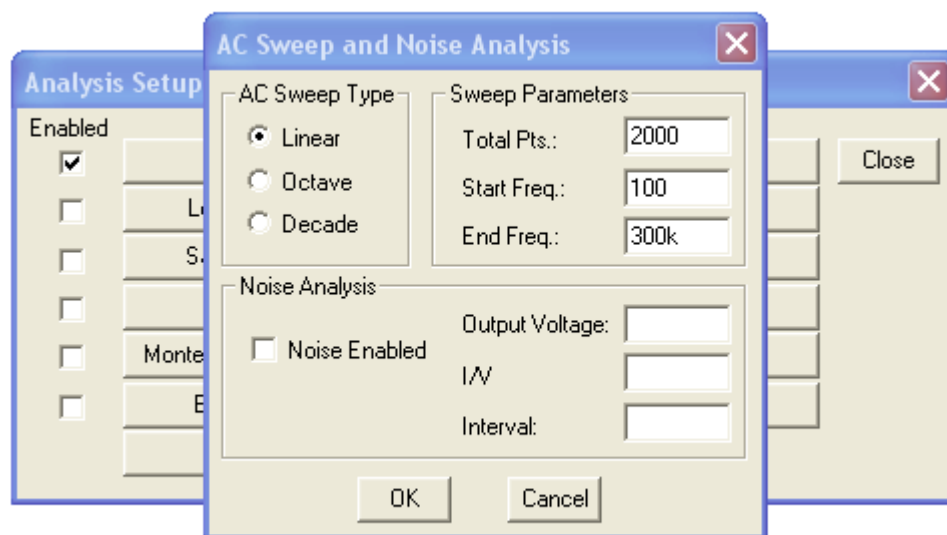 AC Sweep and Noise Analysis
Analysis Setup
Enabled
Close
AC Sweep Type
Linear
Octave
Decade
Sweep Parameters
Total Pts.: 2000
Start Freq.: 100
End Freq.: 300k
Noise Analysis
Noise Enabled
Output Voltage:
I/V
Interval:
Monte
OK
Cancel